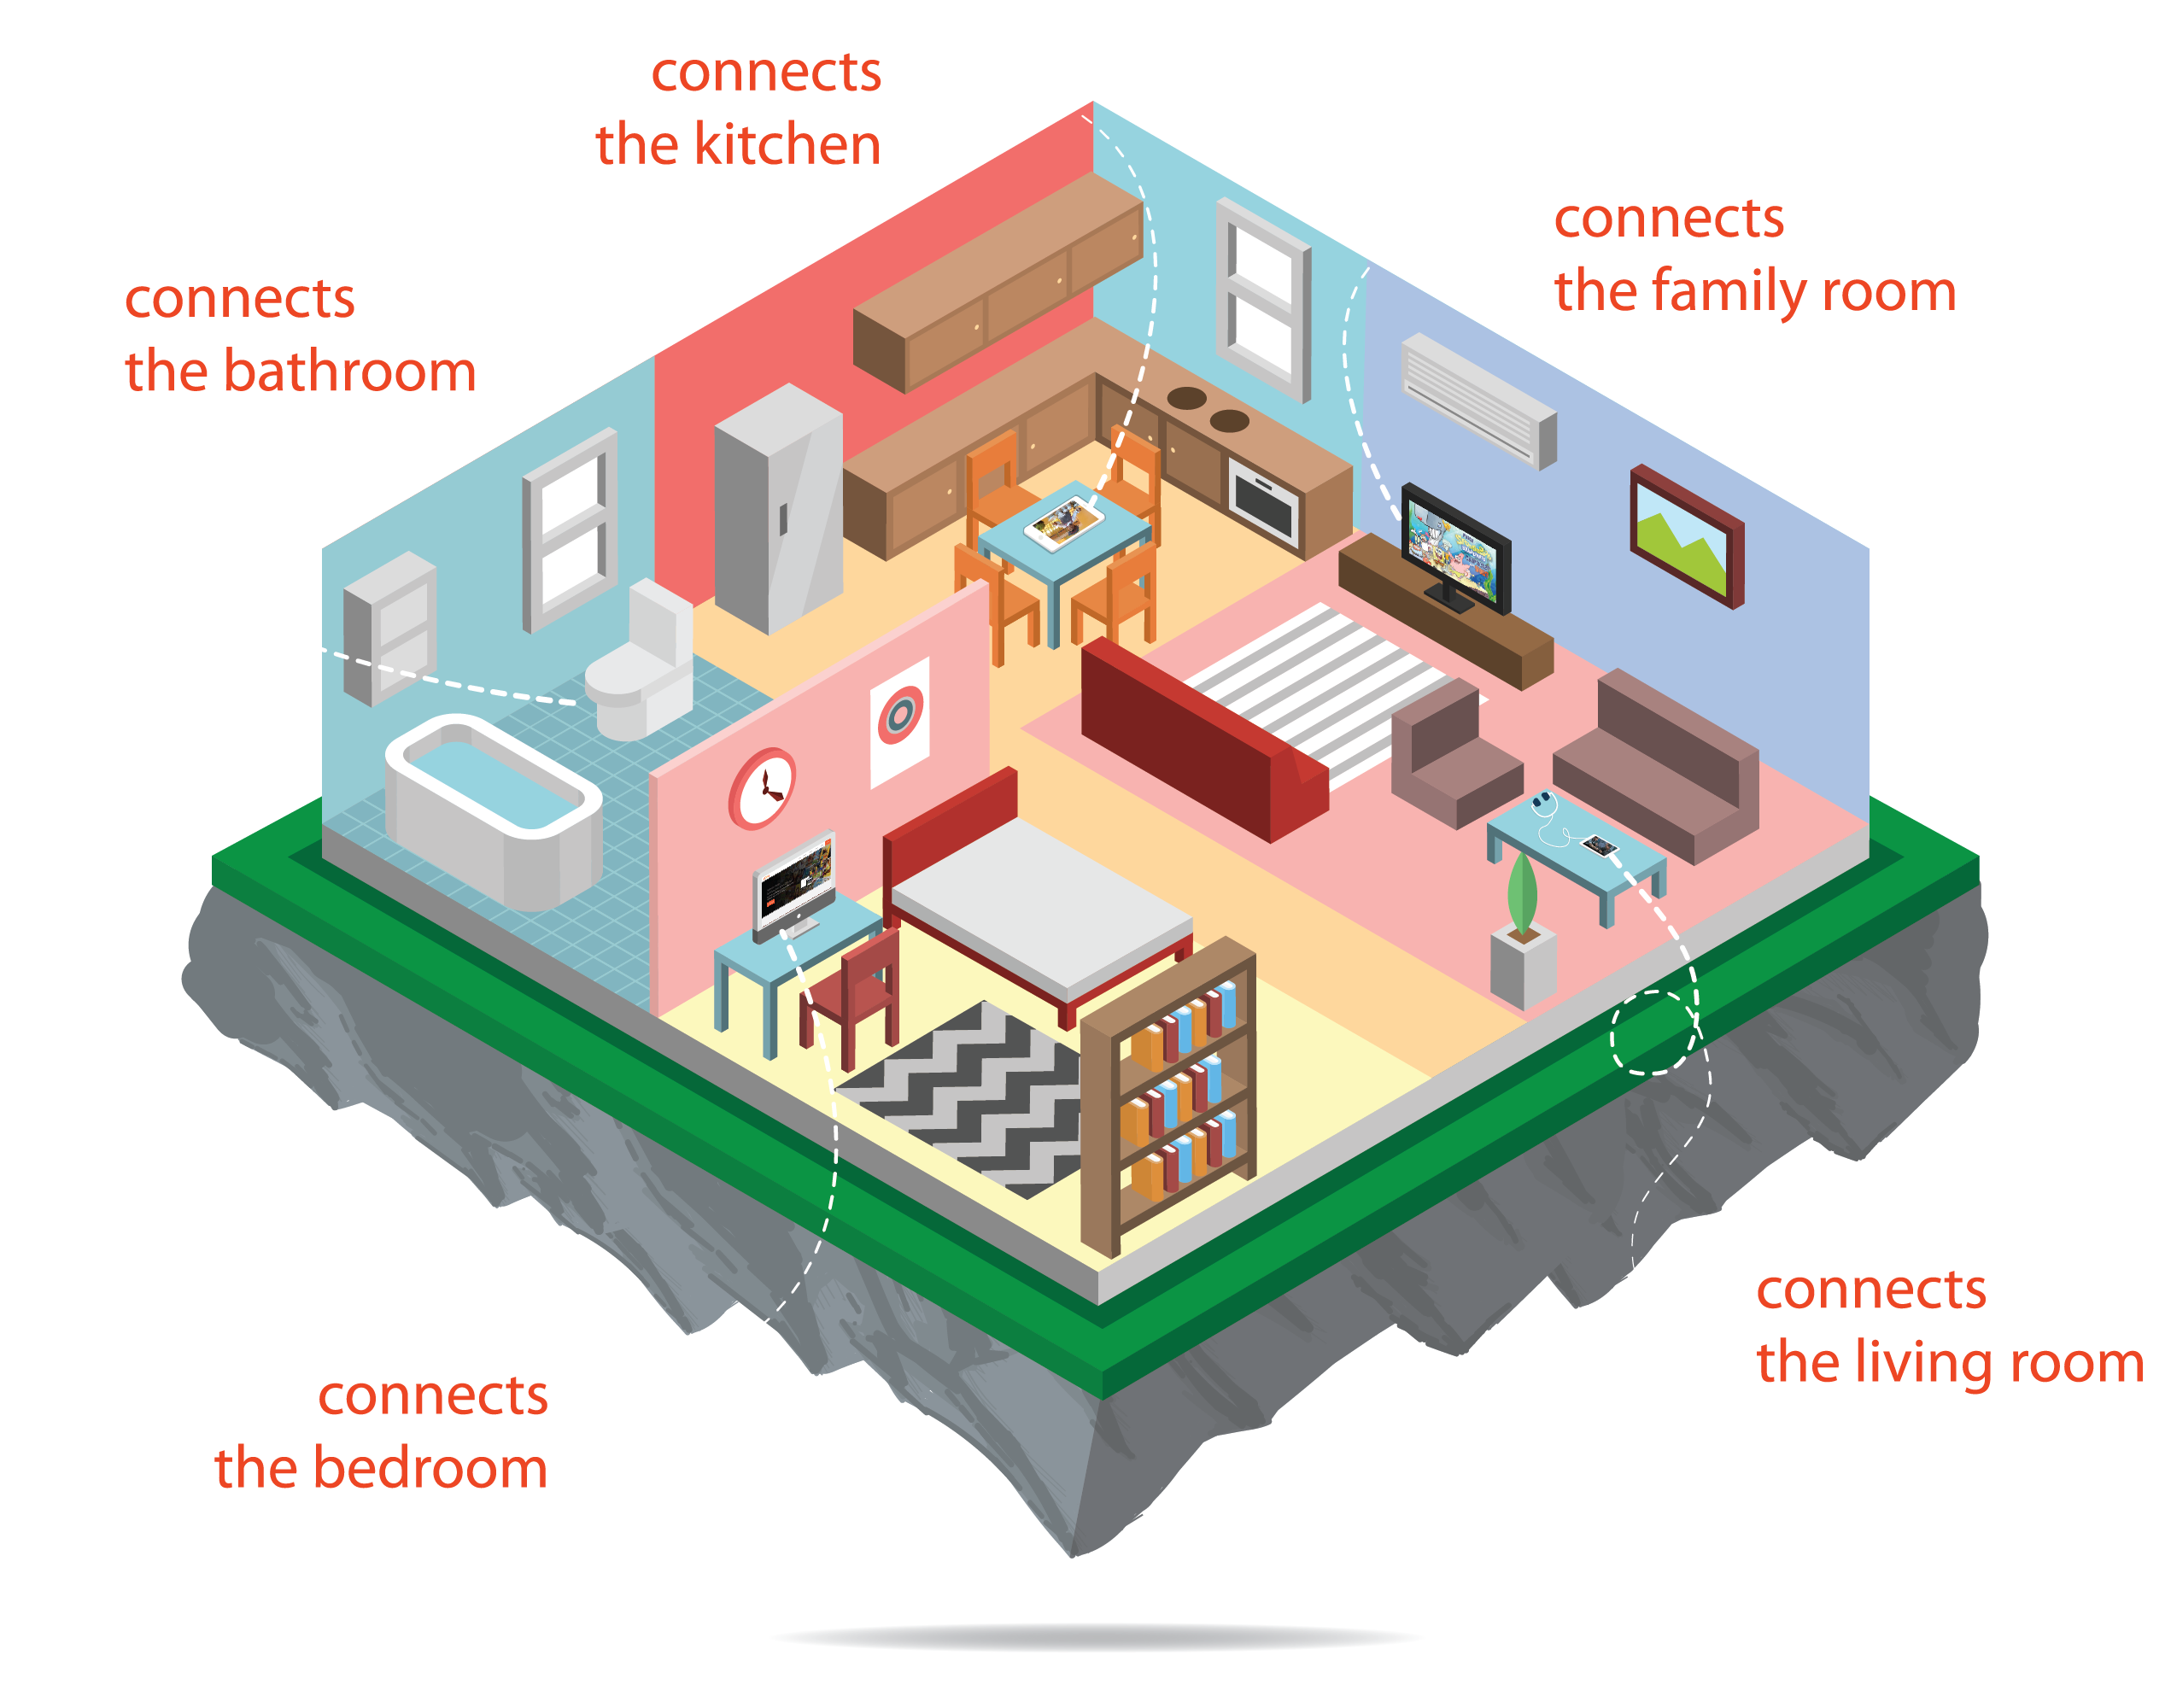 connects
the kitchen
connects
the family room
connects
the bathroom
connects
the living room
connects
the bedroom